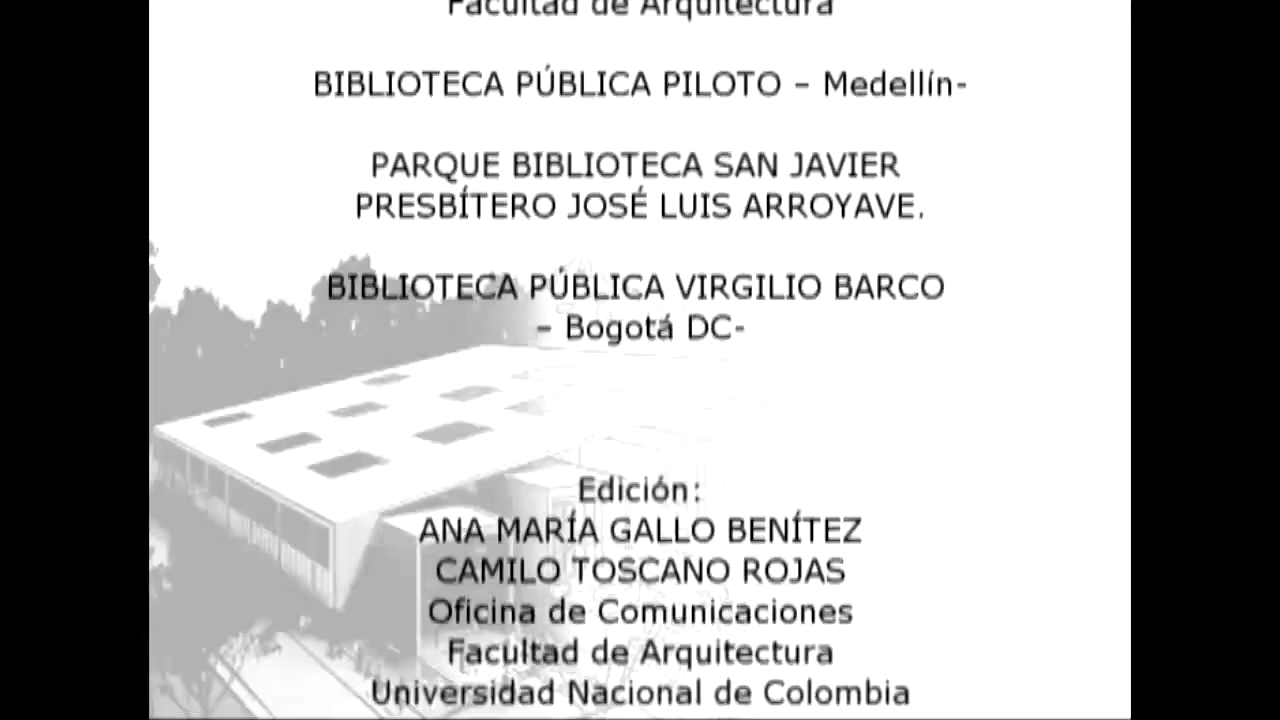 Facultad de Arquitectura
BIBLIOTECA PÚBLICA PILOTO – Medellín-
PARQUE BIBLIOTECA SAN JAVIER
PRESBÍTERO JOSÉ LUIS ARROYAVE.
BIBLIOTECA PÚBLICA VIRGILIO BARCO
– Bogotá DC-
Edición:
ANA MARÍA GALLO BENÍTEZ
CAMILO TOSCANO ROJAS
Oficina de Comunicaciones
Facultad de Arquitectura
Universidad Nacional de Colombia